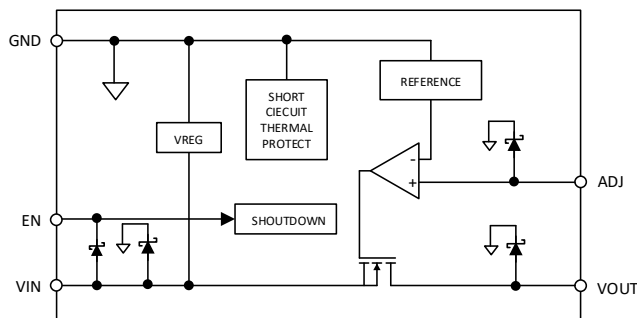 GND
REFERENCE
SHORT
CIECUIT
THERMAL
PROTECT
VREG
-
+
ADJ
EN
SHOUTDOWN
VIN
VOUT